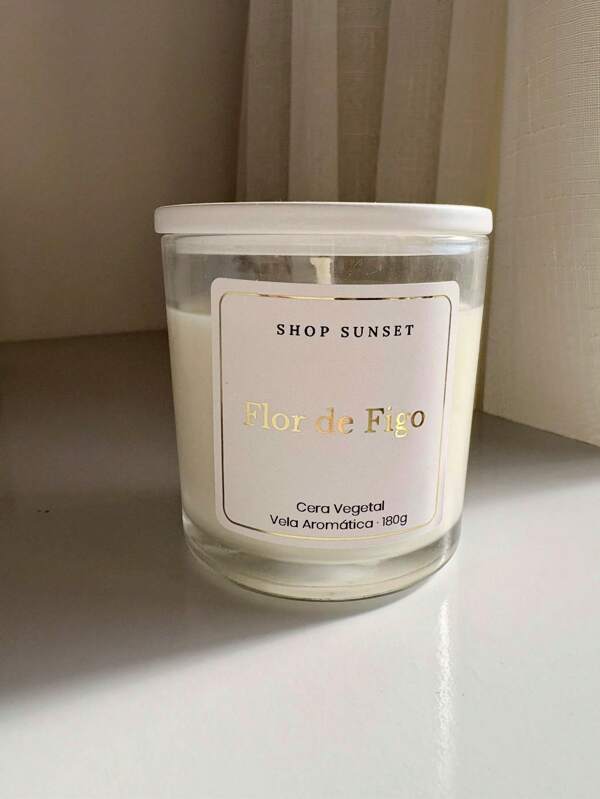 SHOP SUNSET
Flor de Figo
Cera Vegetal
Vela Aromática · 180g